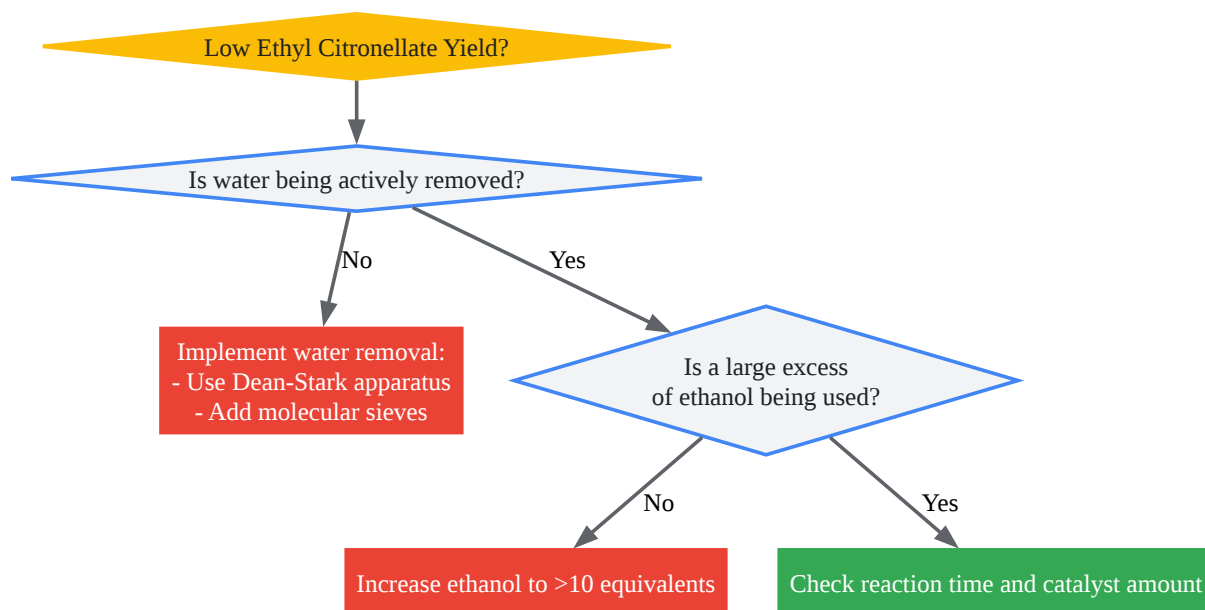 Low Ethyl Citronellate Yield?
Is water being actively removed?
No
Yes
Implement water removal:
- Use Dean-Stark apparatus
- Add molecular sieves
Is a large excess
of ethanol being used?
No
Yes
Increase ethanol to >10 equivalents
Check reaction time and catalyst amount